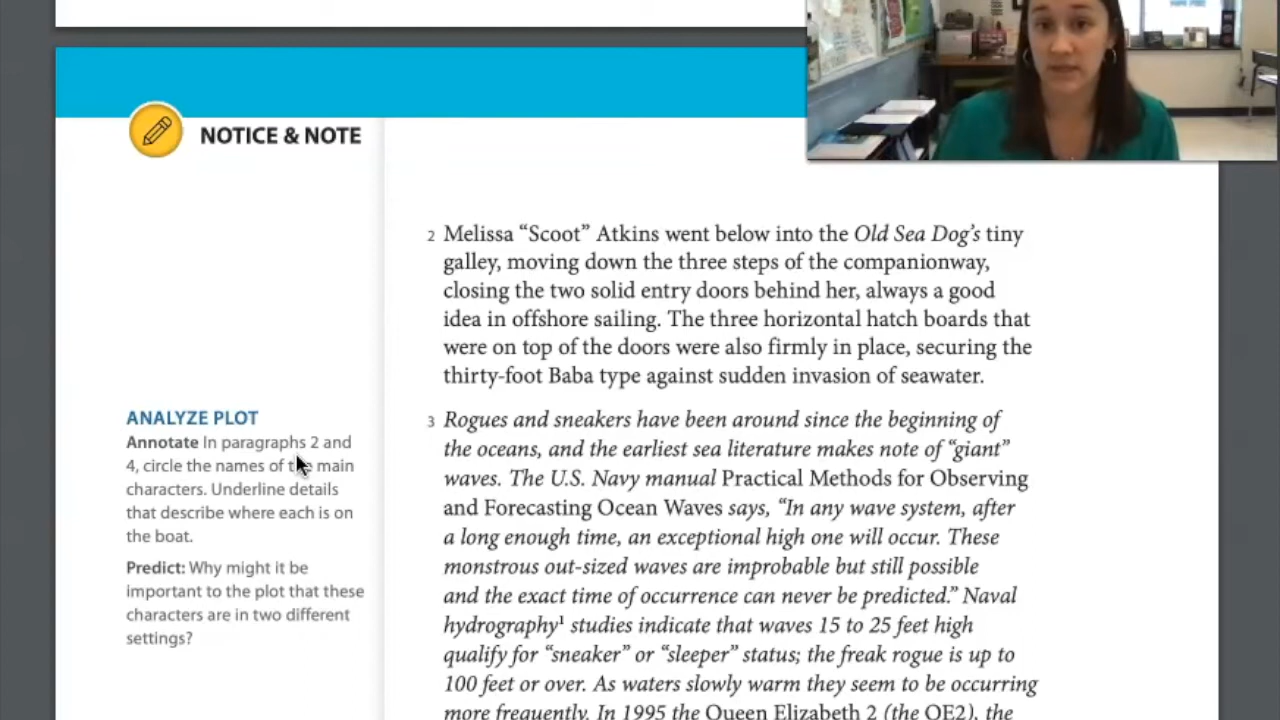 NOTICE & NOTE
2 Melissa “Scoot” Atkins went below into the Old Sea Dog’s tiny
galley, moving down the three steps of the companionway,
closing the two solid entry doors behind her, always a good
idea in offshore sailing. The three horizontal hatch boards that
were on top of the doors were also firmly in place, securing the
thirty-foot Baba type against sudden invasion of seawater.
ANALYZE PLOT
Annotate In paragraphs 2 and
4, circle the names of the main
characters. Underline details
that describe where each is on
the boat.
Predict: Why might it be
important to the plot that these
characters are in two different
settings?
3 Rogues and sneakers have been around since the beginning of
the oceans, and the earliest sea literature makes note of “giant”
waves. The U.S. Navy manual Practical Methods for Observing
and Forecasting Ocean Waves says, “In any wave system, after
a long enough time, an exceptional high one will occur. These
monstrous out-sized waves are improbable but still possible
and the exact time of occurrence can never be predicted.” Naval
hydrography¹ studies indicate that waves 15 to 25 feet high
qualify for “sneaker” or “sleeper” status; the freak rogue is up to
100 feet or over. As waters slowly warm they seem to be occurring
more frequently. In 1995 the Queen Elizabeth 2 (the QE2), the